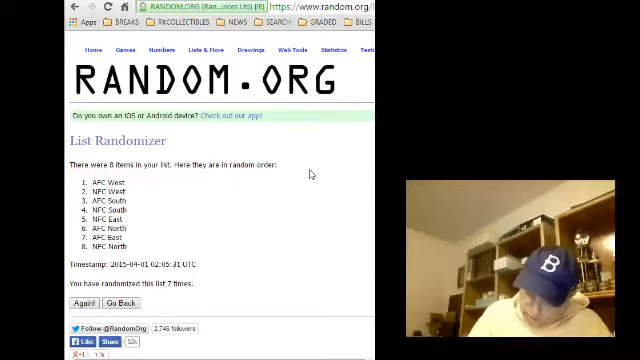 RANDOM.ORG (Ran...vices Ltd) [IE] https://www.random.org/l
Apps BREAKS RKCOLLECTIBLES NEWS SEARCH GRADED BILLS
Home Games Numbers Lists & More Drawings Web Tools Statistics Testi
RANDOM.ORG
Do you own an iOS or Android device? Check out our app!
List Randomizer
There were 8 items in your list. Here they are in random order:
1. AFC West
2. NFC West
3. AFC South
4. NFC South
5. NFC East
6. AFC North
7. AFC East
8. NFC North
Timestamp: 2015-04-01 02:05:31 UTC
You have randomized this list 7 times.
Again! Go Back
Follow @RandomOrg 2,746 followers
Like Share 32k
g+1 17k
B